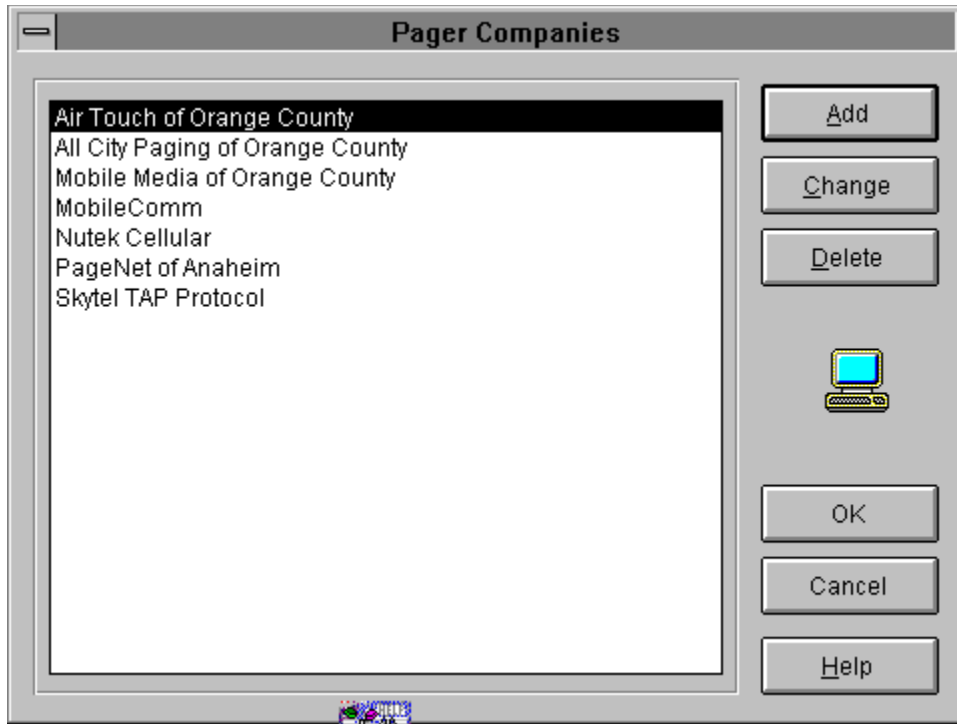 Pager Companies
Air Touch of Orange County
All City Paging of Orange County
Mobile Media of Orange County
MobileComm
Nutek Cellular
PageNet of Anaheim
Skytel TAP Protocol
Add
Change
Delete
OK
Cancel
Help